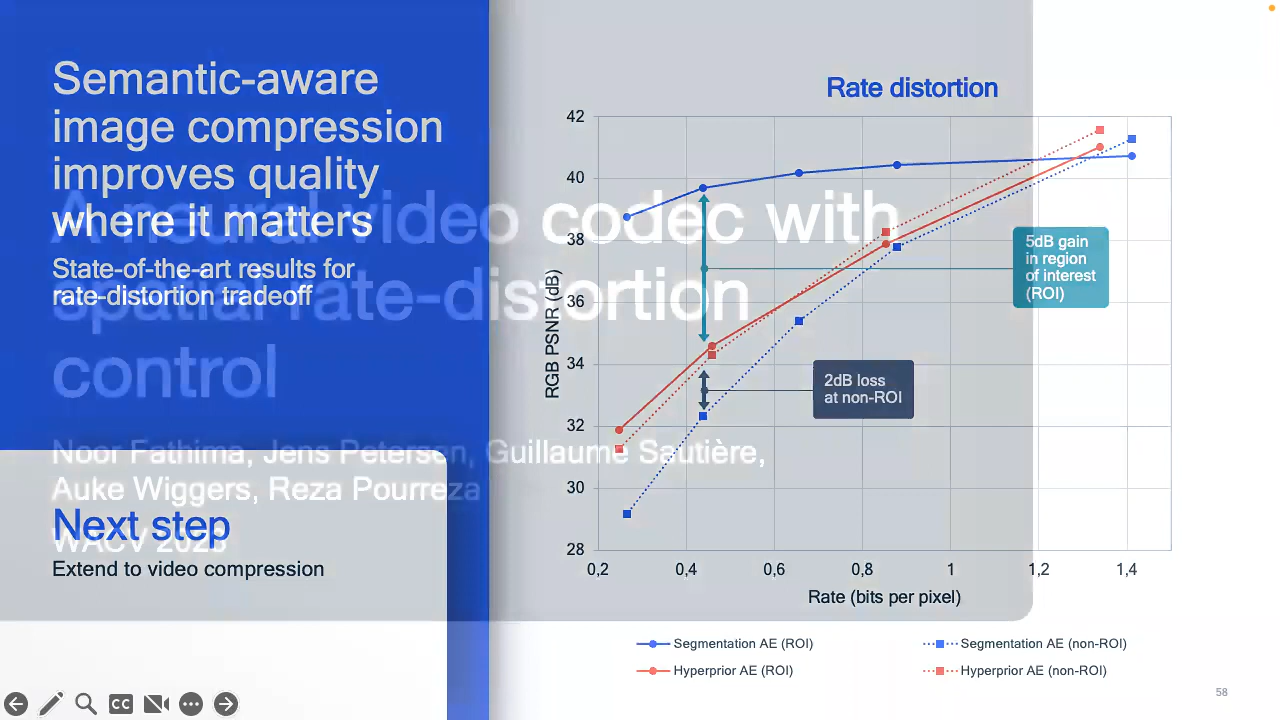 Semantic-aware
image compression
improves quality
where it matters
State-of-the-art results for
rate-distortion tradeoff
A neural video codec with
spatial rate-distortion
control
Noor Fathima, Jens Petersen, Guillaume Sautière,
Auke Wiggers, Reza Pourreza
WACV 2023
Next step
Extend to video compression
Rate distortion
RGB PSNR (dB)
42
40
38
36
34
32
30
28
0,2 0,4 0,6 0,8 1 1,2 1,4
Rate (bits per pixel)
5dB gain
in region
of interest
(ROI)
2dB loss
at non-ROI
Segmentation AE (ROI)
Segmentation AE (non-ROI)
Hyperprior AE (ROI)
Hyperprior AE (non-ROI)
CC
58